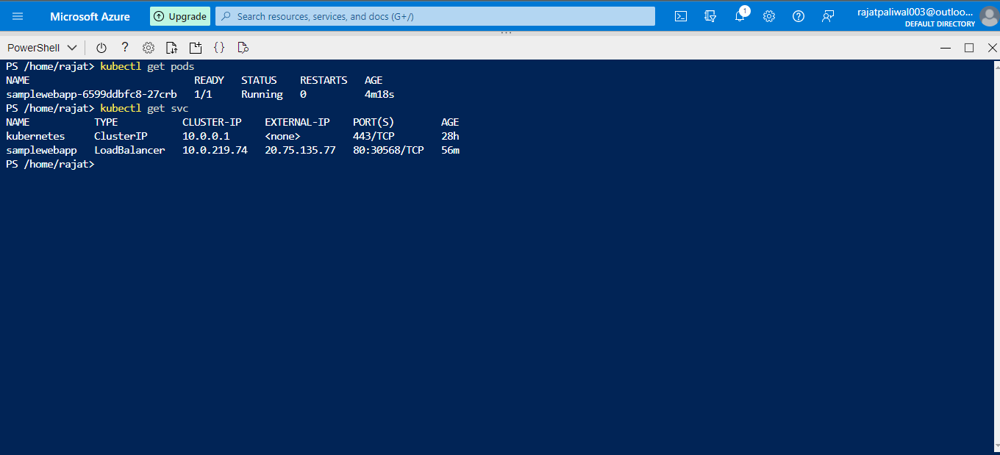 Microsoft Azure Upgrade Search resources, services, and docs (G+/) 1 rajatpaliwal003@outloo...
DEFAULT DIRECTORY
PowerShell
PS /home/rajat> kubectl get pods
NAME READY STATUS RESTARTS AGE
samplewebapp-6599ddbfc8-27crb 1/1 Running 0 4m18s
PS /home/rajat> kubectl get svc
NAME TYPE CLUSTER-IP EXTERNAL-IP PORT(S) AGE
kubernetes ClusterIP 10.0.0.1 <none> 443/TCP 28h
samplewebapp LoadBalancer 10.0.219.74 20.75.135.77 80:30568/TCP 56m
PS /home/rajat>